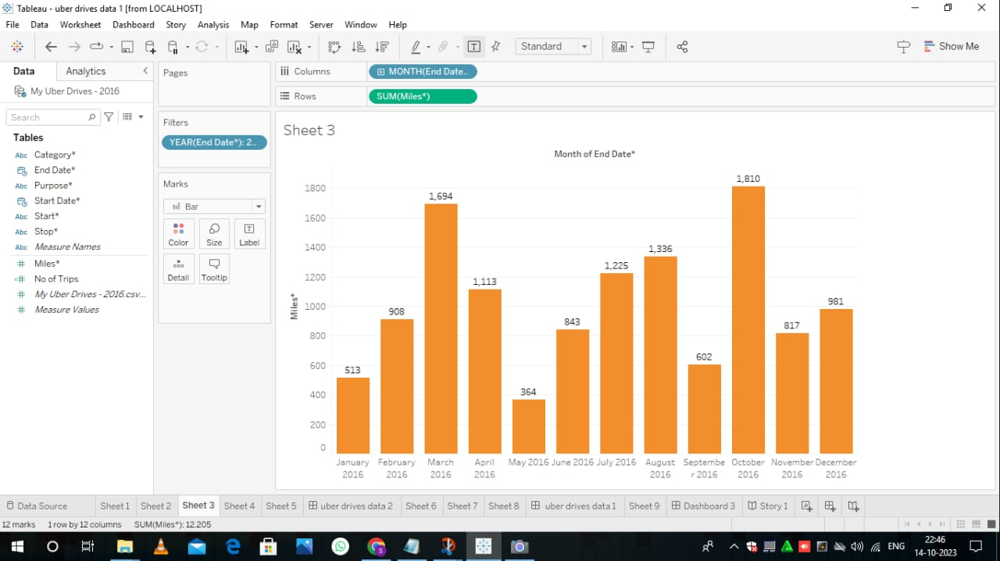 Tableau - uber drives data 1 [from LOCALHOST]
File Data Worksheet Dashboard Story Analysis Map Format Server Window Help
Standard
Show Me
Data Analytics
My Uber Drives - 2016
Search
Tables
Abc Category*
End Date*
Abc Purpose*
Start Date*
Abc Start*
Abc Stop*
Abc Measure Names
# Miles*
=# No of Trips
# My Uber Drives - 2016.csv...
# Measure Values
Pages
Filters
YEAR(End Date*): 2..
Marks
Bar
Color Size Label
Detail Tooltip
Columns MONTH(End Date..
Rows SUM(Miles*)
Sheet 3
Month of End Date*
Miles*
1800
1600
1400
1200
1000
800
600
400
200
0
513 908 1,694 1,113 364 843 1,225 1,336 602 1,810 817 981
January 2016
February 2016
March 2016
April 2016
May 2016
June 2016
July 2016
August 2016
Septembe
r 2016
October 2016
November 2016
December 2016
Data Source Sheet 1 Sheet 2 Sheet 3 Sheet 4 Sheet 5 uber drives data 2 Sheet 6 Sheet 7 Sheet 8 uber drives data 1 Sheet 9 Dashboard 3 Story 1
12 marks 1 row by 12 columns SUM(Miles*): 12,205
ENG
22:46
14-10-2023